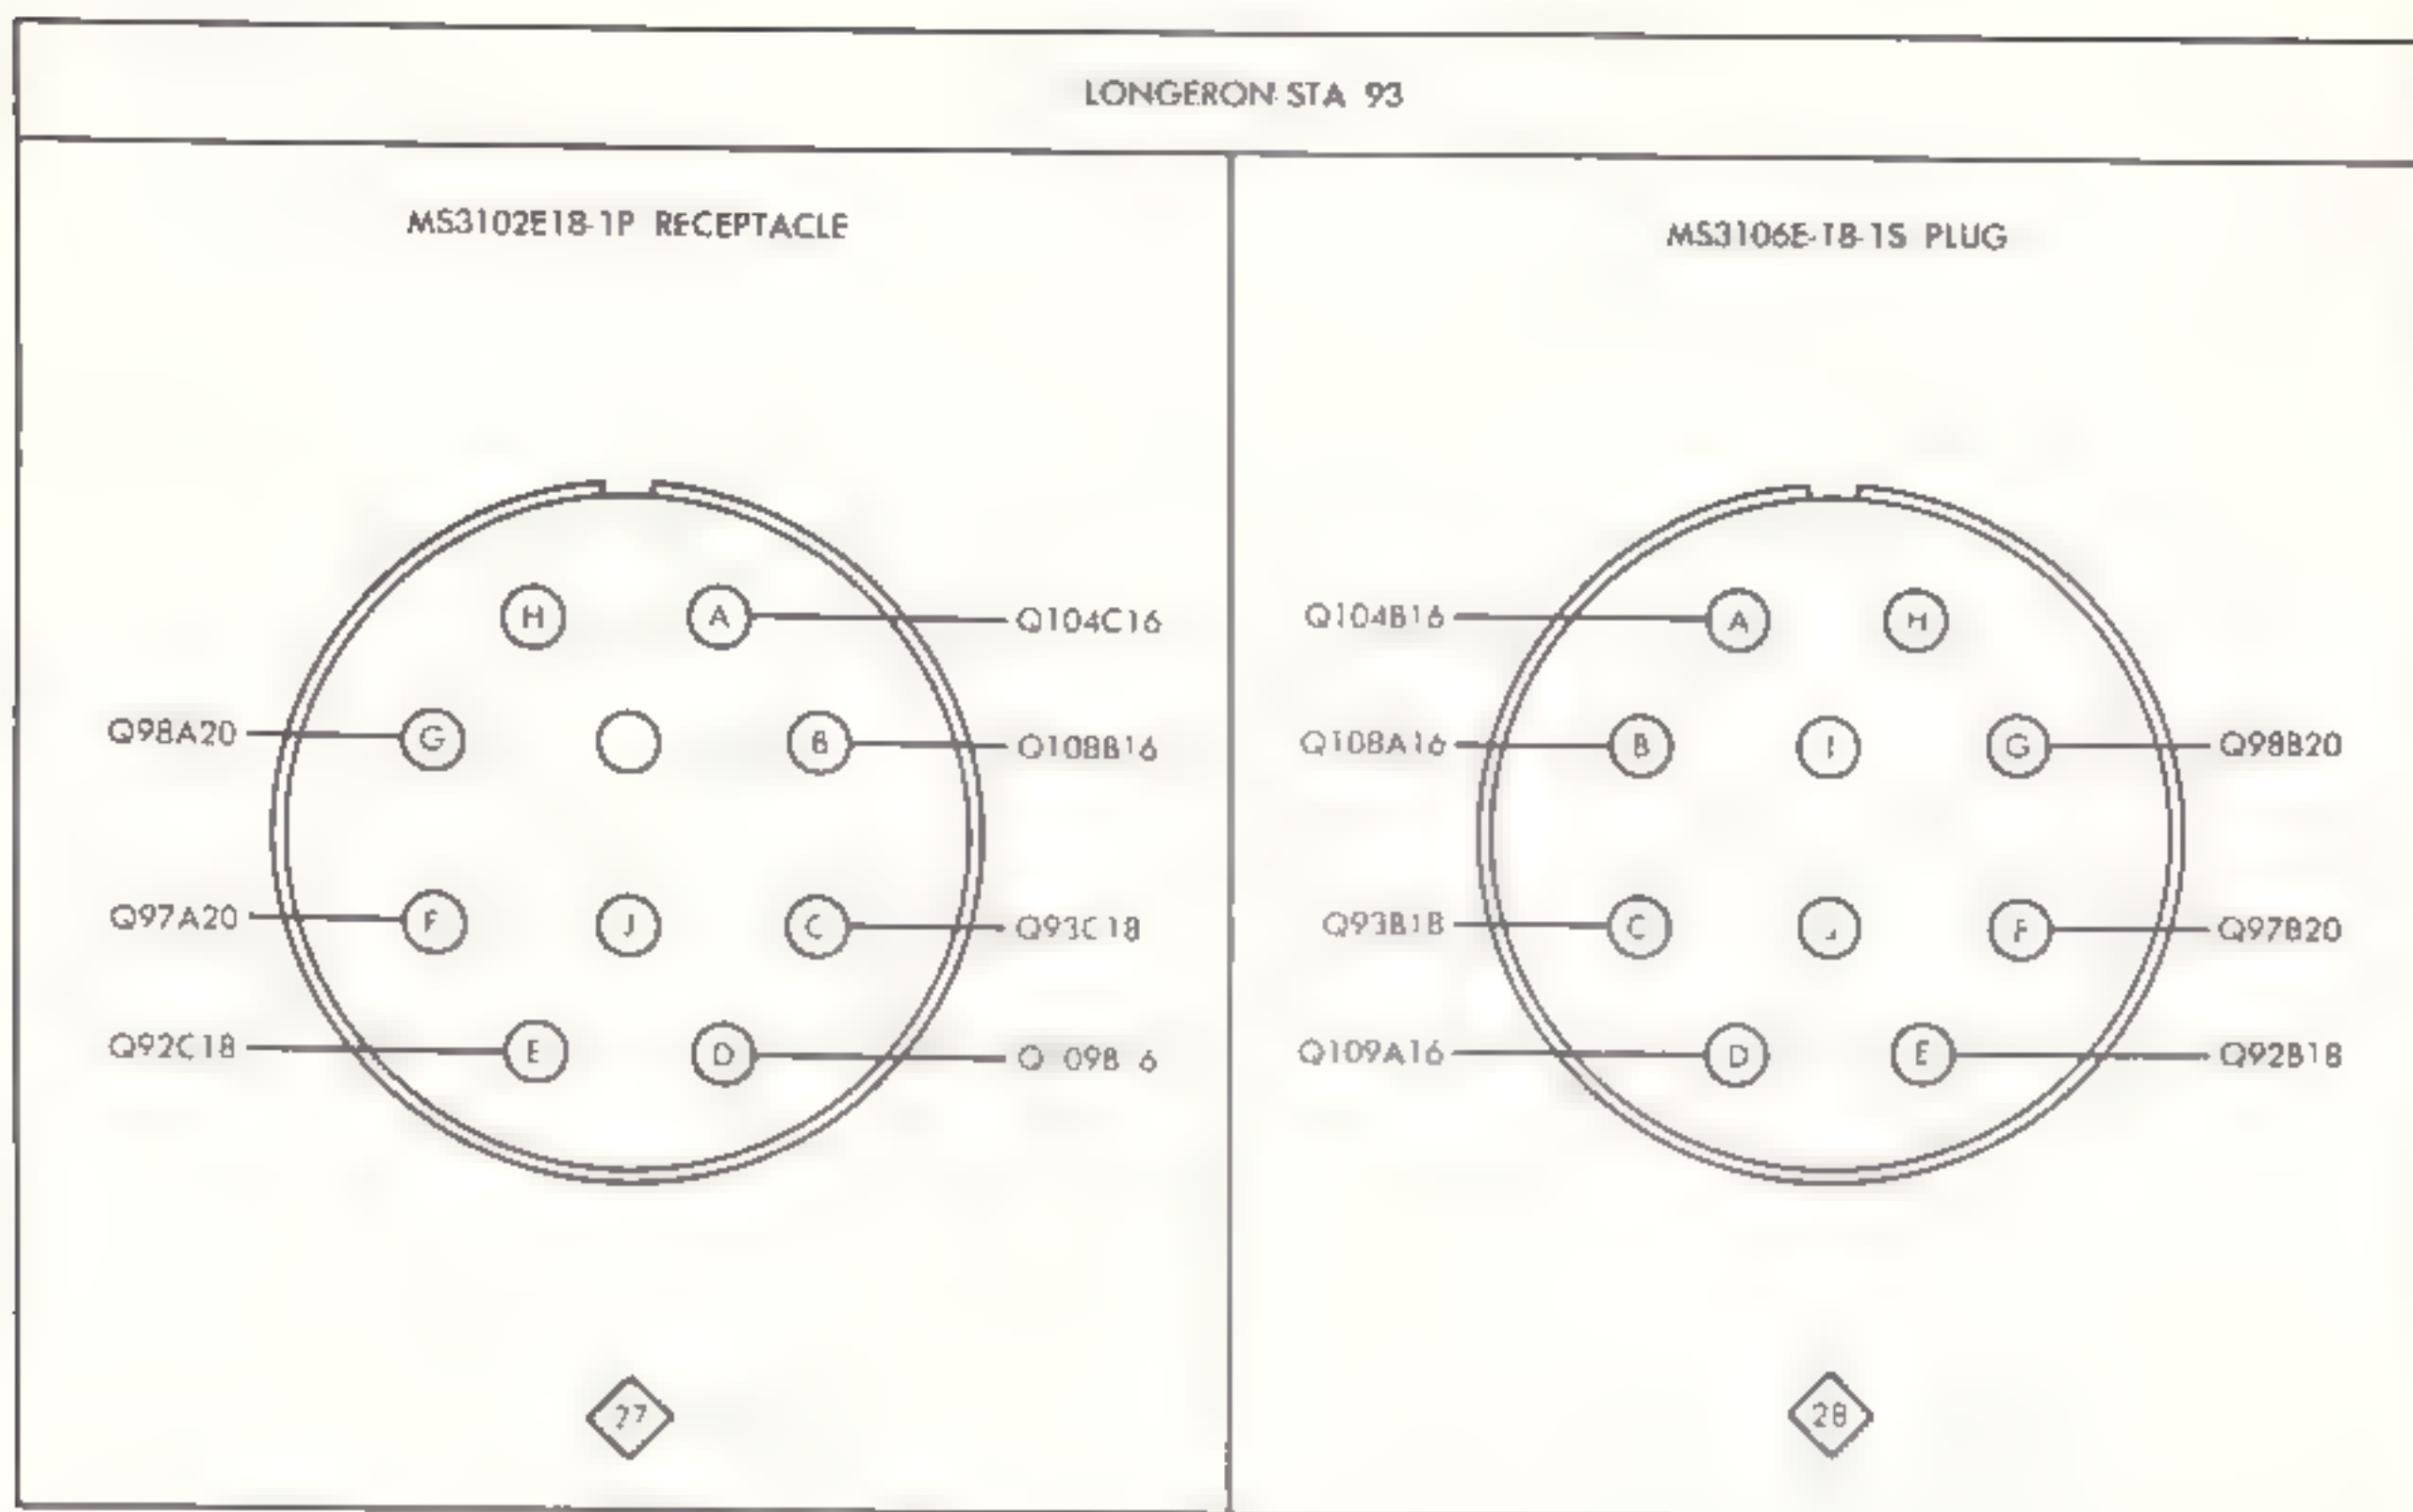 LONGERON STA 93
MS3102E18-1P RECEPTACLE
H
A
Q104C16
Q98A20
G
B
Q108B16
Q97A20
F
J
C
Q93C18
Q92C18
E
D
27
MS3106E-18-1S PLUG
Q104B16
A
H
Q108A16
B
I
G
Q98B20
Q93B18
C
F
Q97B20
Q109A16
D
E
Q92B18
28